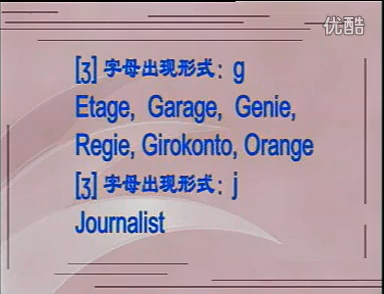 优酷
[ʒ] 字母出现形式: g
Etage, Garage, Genie,
Regie, Girokonto, Orange
[ʒ] 字母出现形式: j
Journalist